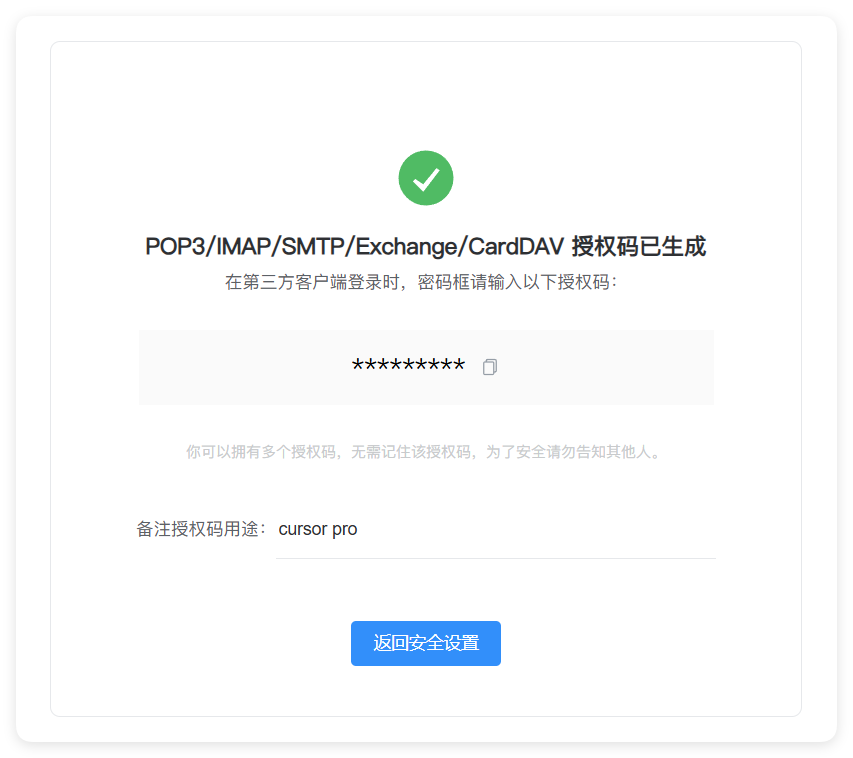 POP3/IMAP/SMTP/Exchange/CardDAV 授权码已生成
在第三方客户端登录时，密码框请输入以下授权码：
*********
你可以拥有多个授权码，无需记住该授权码，为了安全请勿告知其他人。
备注授权码用途： cursor pro
返回安全设置